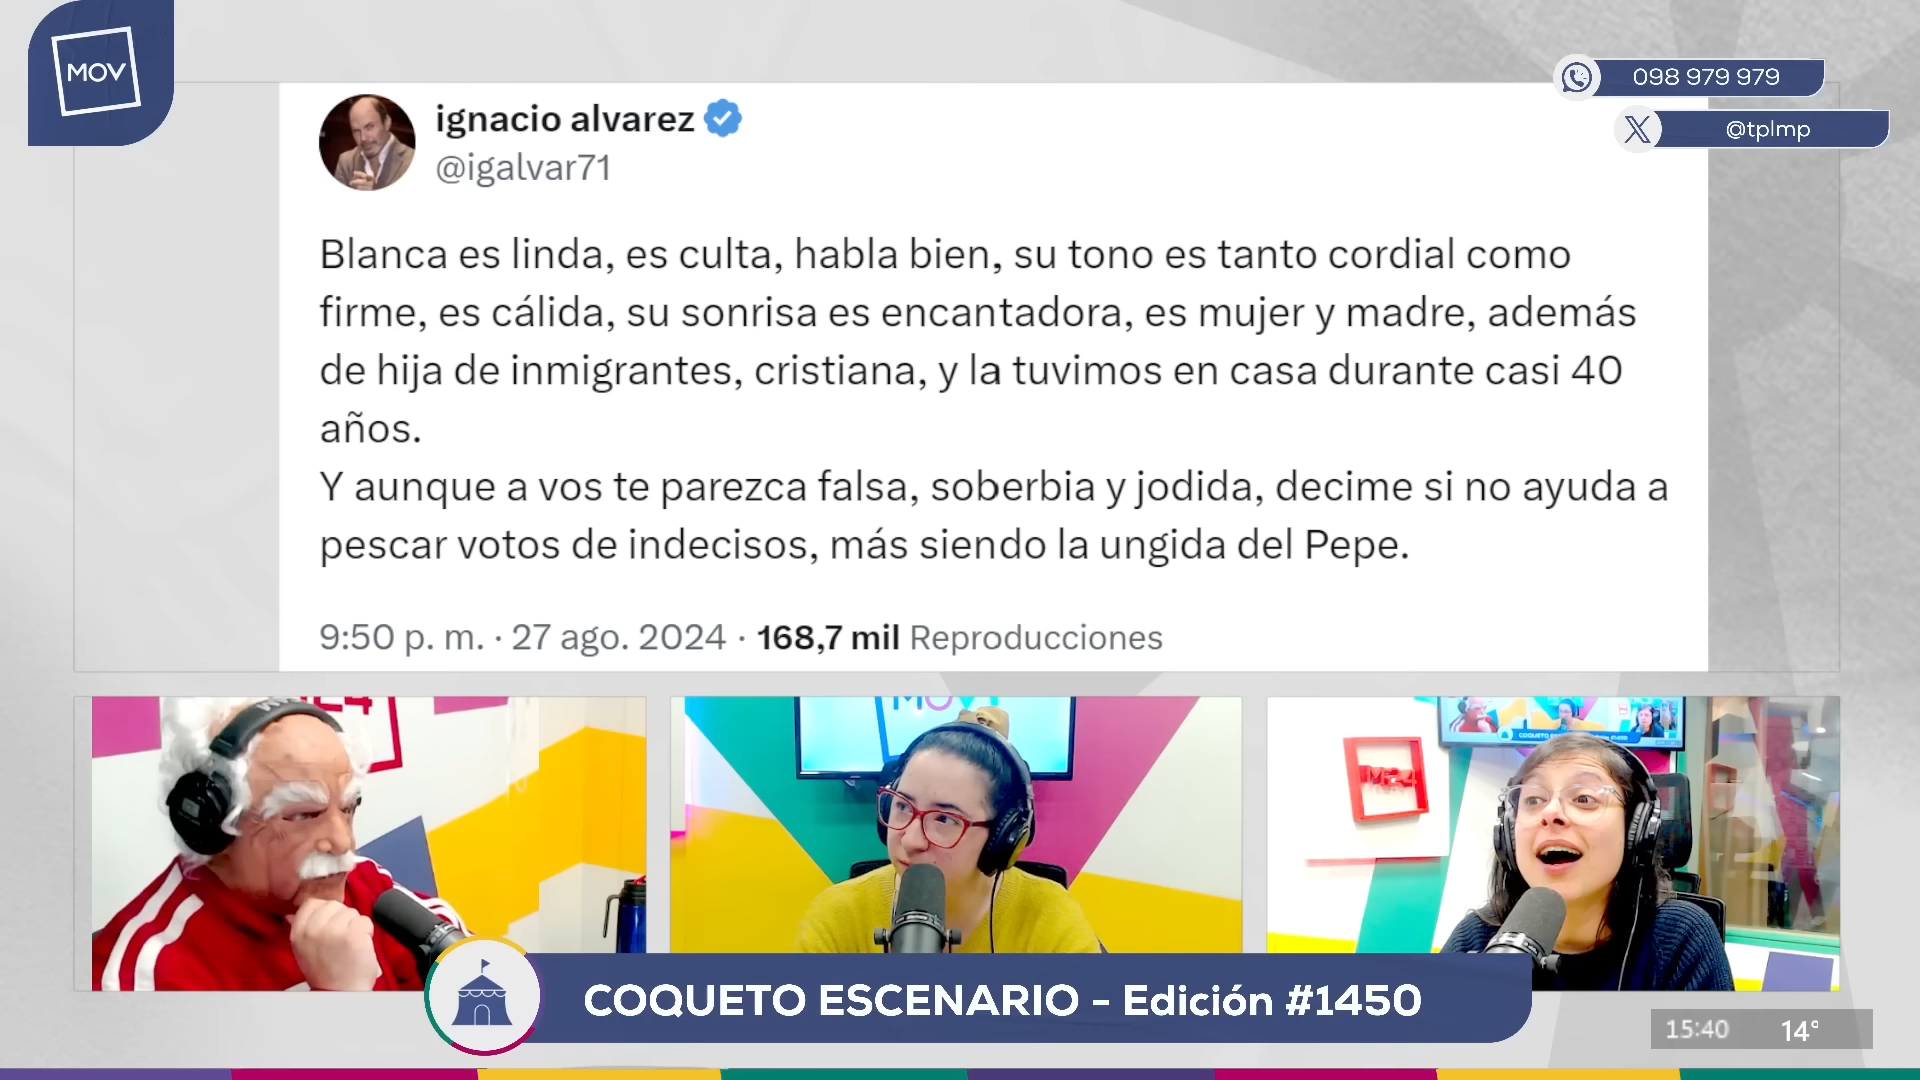 MOV
098 979 979
@tplmp
ignacio alvarez
@igalvar71
Blanca es linda, es culta, habla bien, su tono es tanto cordial como
firme, es cálida, su sonrisa es encantadora, es mujer y madre, además
de hija de inmigrantes, cristiana, y la tuvimos en casa durante casi 40
años.
Y aunque a vos te parezca falsa, soberbia y jodida, decime si no ayuda a
pescar votos de indecisos, más siendo la ungida del Pepe.
9:50 p. m. · 27 ago. 2024 · 168,7 mil Reproducciones
COQUETO ESCENARIO - Edición #1450
15:40 14°